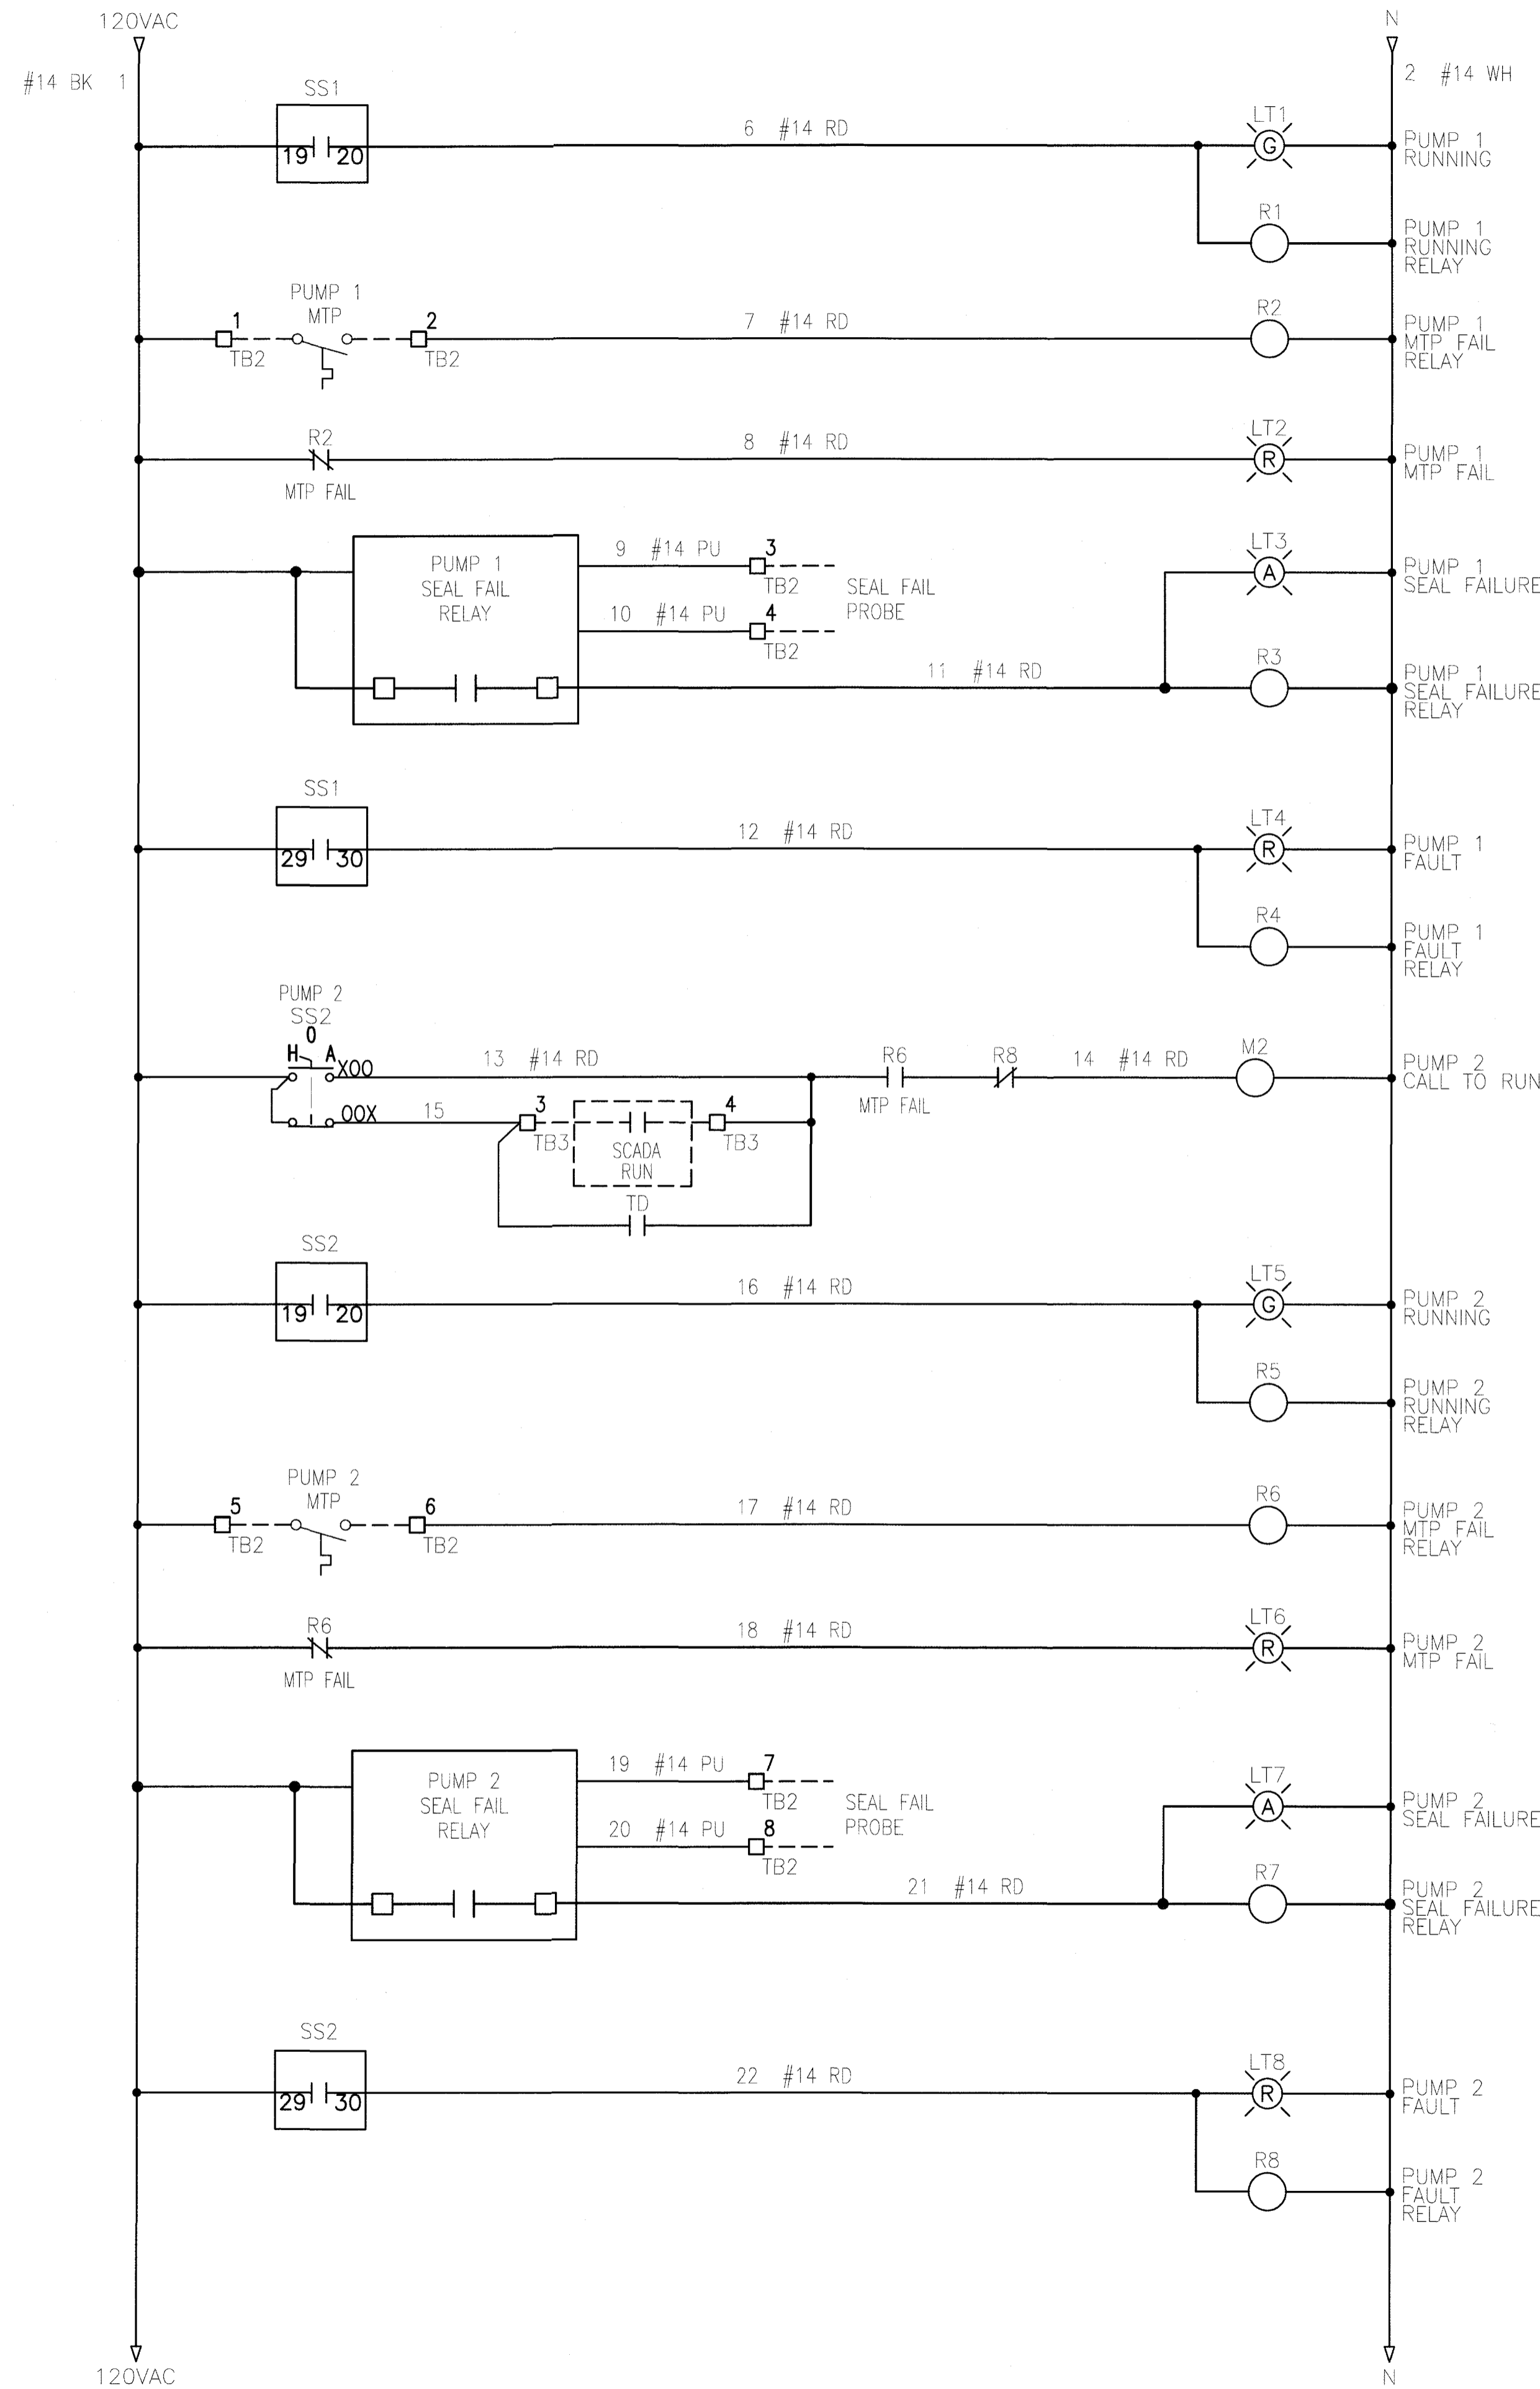 120VAC
N
#14 BK 1
2 #14 WH
SS1
19 20
6 #14 RD
LT1
G
PUMP 1
RUNNING
R1
PUMP 1
RUNNING
RELAY
PUMP 1
MTP
1
TB2
2
TB2
7 #14 RD
R2
PUMP 1
MTP FAIL
RELAY
R2
MTP FAIL
8 #14 RD
LT2
R
PUMP 1
MTP FAIL
PUMP 1
SEAL FAIL
RELAY
9 #14 PU
3
TB2
10 #14 PU
4
TB2
SEAL FAIL
PROBE
LT3
A
PUMP 1
SEAL FAILURE
11 #14 RD
R3
PUMP 1
SEAL FAILURE
RELAY
SS1
29 30
12 #14 RD
LT4
R
PUMP 1
FAULT
R4
PUMP 1
FAULT
RELAY
PUMP 2
SS2
O
H A
XOO
13 #14 RD
R6
MTP FAIL
R8
14 #14 RD
M2
PUMP 2
CALL TO RUN
OOX
15
3
TB3
SCADA
RUN
4
TB3
TD
SS2
19 20
16 #14 RD
LT5
G
PUMP 2
RUNNING
R5
PUMP 2
RUNNING
RELAY
PUMP 2
MTP
5
TB2
6
TB2
17 #14 RD
R6
PUMP 2
MTP FAIL
RELAY
R6
MTP FAIL
18 #14 RD
LT6
R
PUMP 2
MTP FAIL
PUMP 2
SEAL FAIL
RELAY
19 #14 PU
7
TB2
20 #14 PU
8
TB2
SEAL FAIL
PROBE
LT7
A
PUMP 2
SEAL FAILURE
21 #14 RD
R7
PUMP 2
SEAL FAILURE
RELAY
SS2
29 30
22 #14 RD
LT8
R
PUMP 2
FAULT
R8
PUMP 2
FAULT
RELAY
120VAC
N